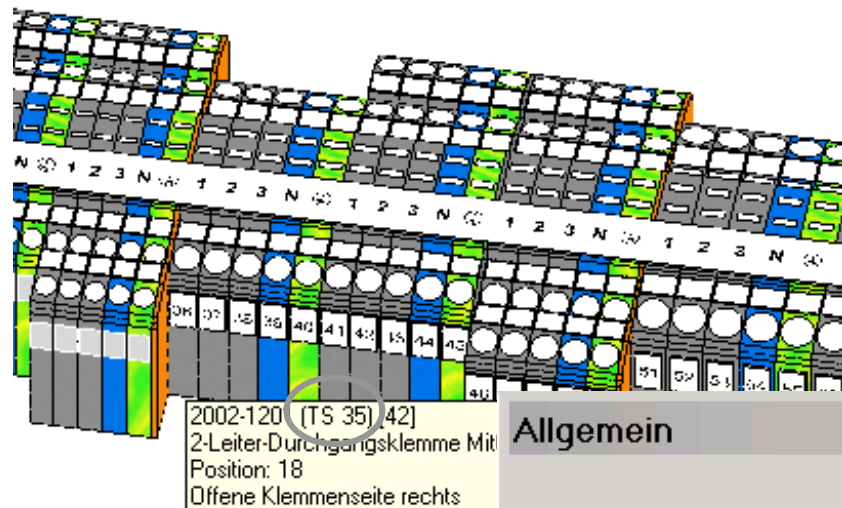 N 1 2 3 N 1 2 3 N 1 2 3 N 1 2 3 N 1 2 3 N
36 37 38 39 40 41 42 43 44 45
46
51 52 53 54
2002-120 (TS 35) [42]
2-Leiter-Durchgangsklemme Mitt
Position: 18
Offene Klemmenseite rechts
Allgemein